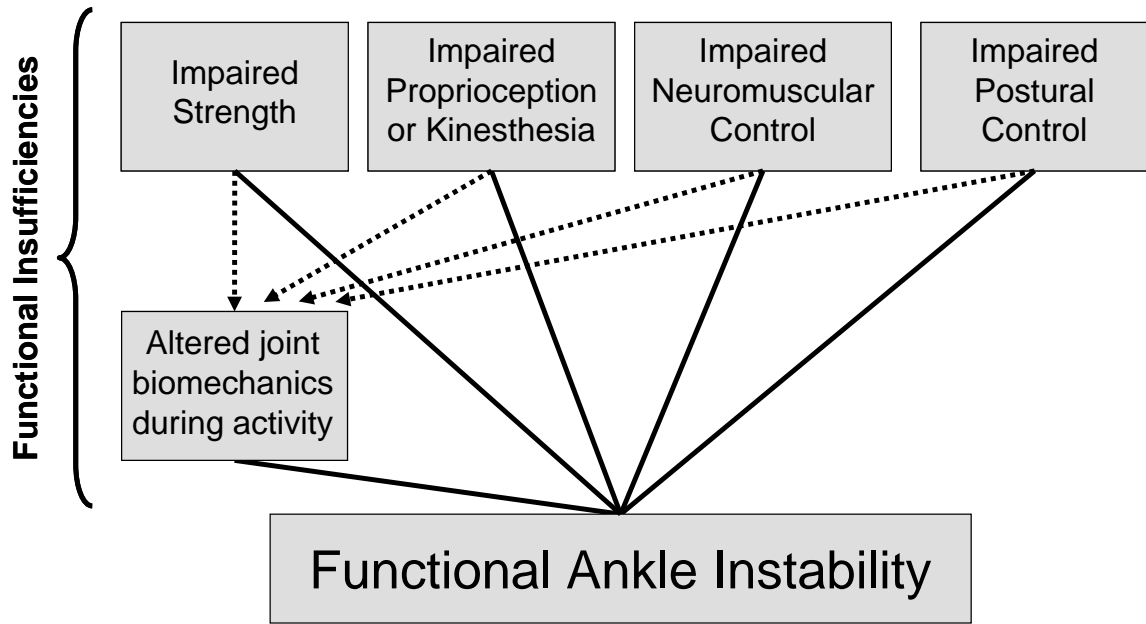 Functional Insufficiencies
Impaired
Strength
Impaired
Proprioception
or Kinesthesia
Impaired
Neuromuscular
Control
Impaired
Postural
Control
Altered joint
biomechanics
during activity
Functional Ankle Instability